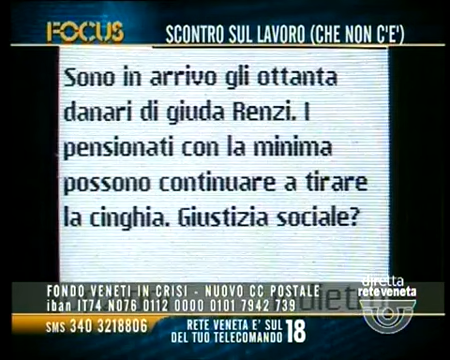 FOCUS
SCONTRO SUL LAVORO (CHE NON C'E')
Sono in arrivo gli ottanta
danari di giuda Renzi. I
pensionati con la minima
possono continuare a tirare
la cinghia. Giustizia sociale?
diretta
reteveneta
FONDO VENETI IN CRISI - NUOVO CC POSTALE
iban IT74 N076 0112 0000 0101 7942 739
SMS 340 3218806
RETE VENETA E' SUL
DEL TUO TELECOMANDO 18